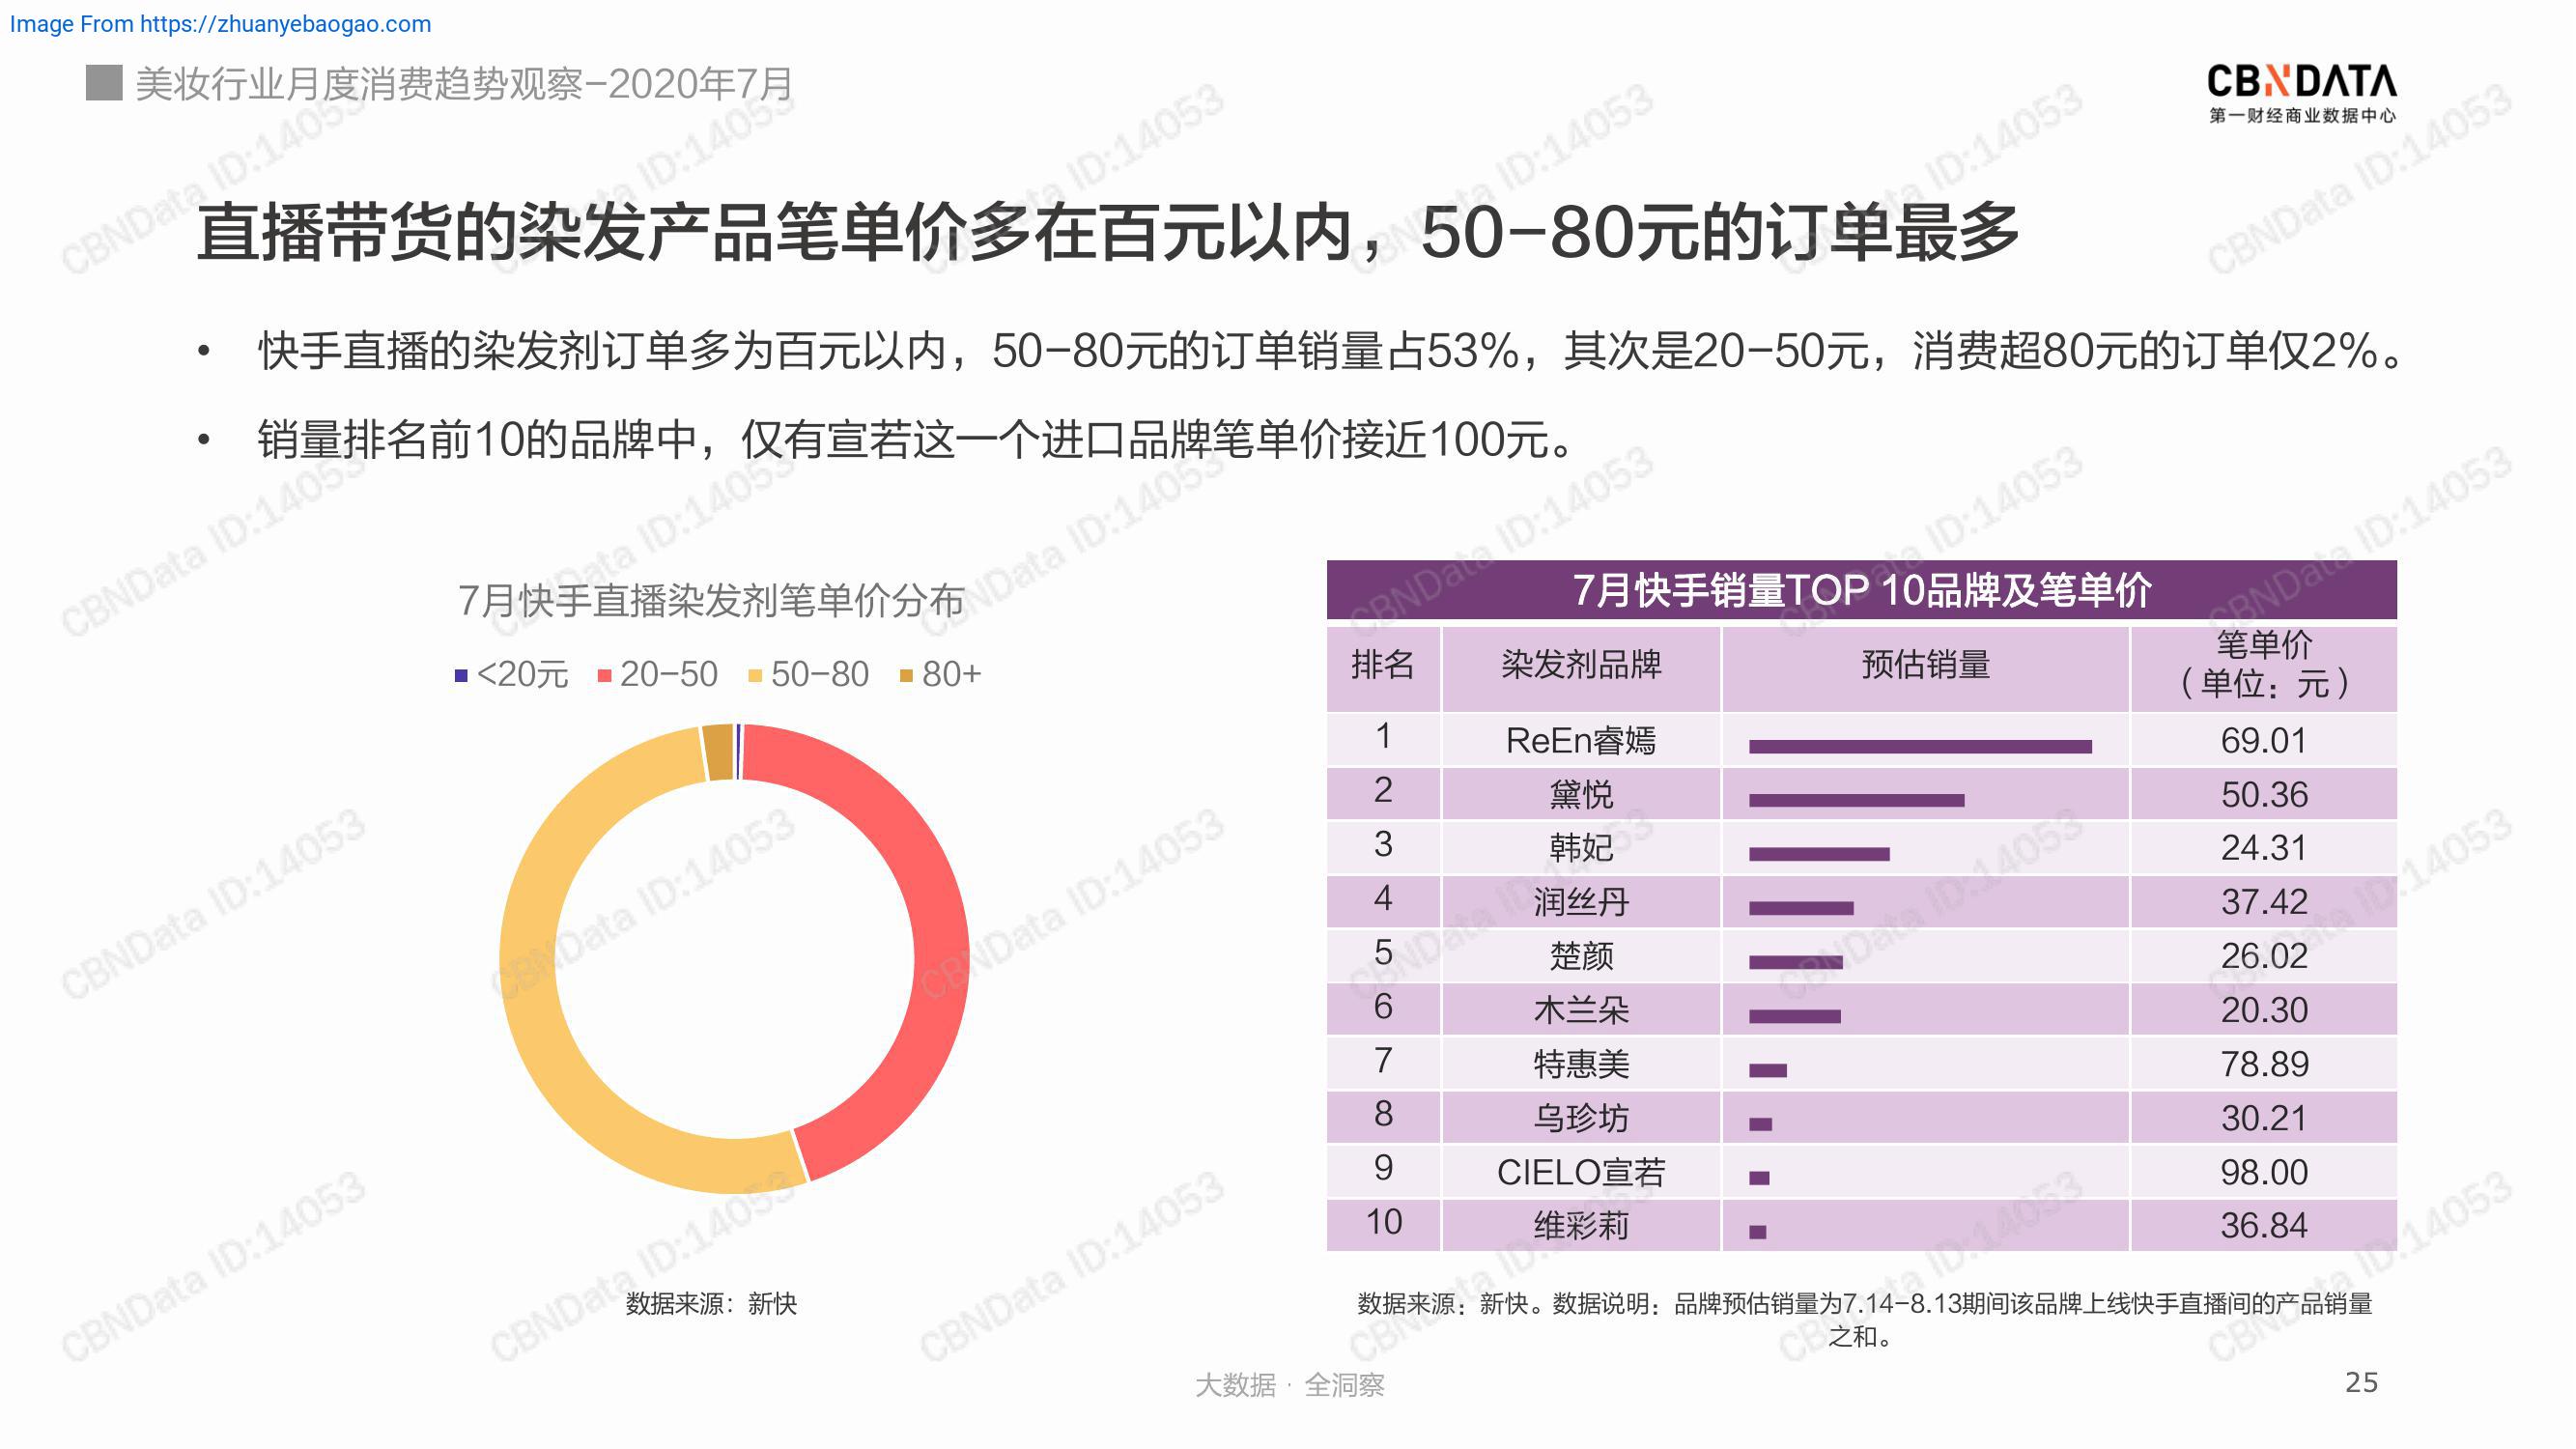 Image From https://zhuanyebaogao.com
美妆行业月度消费趋势观察–2020年7月
CBNDATA
第一财经商业数据中心
直播带货的染发产品笔单价多在百元以内，50–80元的订单最多
• 快手直播的染发剂订单多为百元以内，50–80元的订单销量占53%，其次是20–50元，消费超80元的订单仅2%。
• 销量排名前10的品牌中，仅有宣若这一个进口品牌笔单价接近100元。
7月快手直播染发剂笔单价分布
<20元 20–50 50–80 80+
数据来源：新快
7月快手销量TOP 10品牌及笔单价
排名 染发剂品牌 预估销量 笔单价
（单位：元）
1 ReEn睿嫣 69.01
2 黛悦 50.36
3 韩妃 24.31
4 润丝丹 37.42
5 楚颜 26.02
6 木兰朵 20.30
7 特惠美 78.89
8 乌珍坊 30.21
9 CIELO宣若 98.00
10 维彩莉 36.84
数据来源：新快。数据说明：品牌预估销量为7.14–8.13期间该品牌上线快手直播间的产品销量
之和。
大数据 · 全洞察
25
CBNData ID:14053